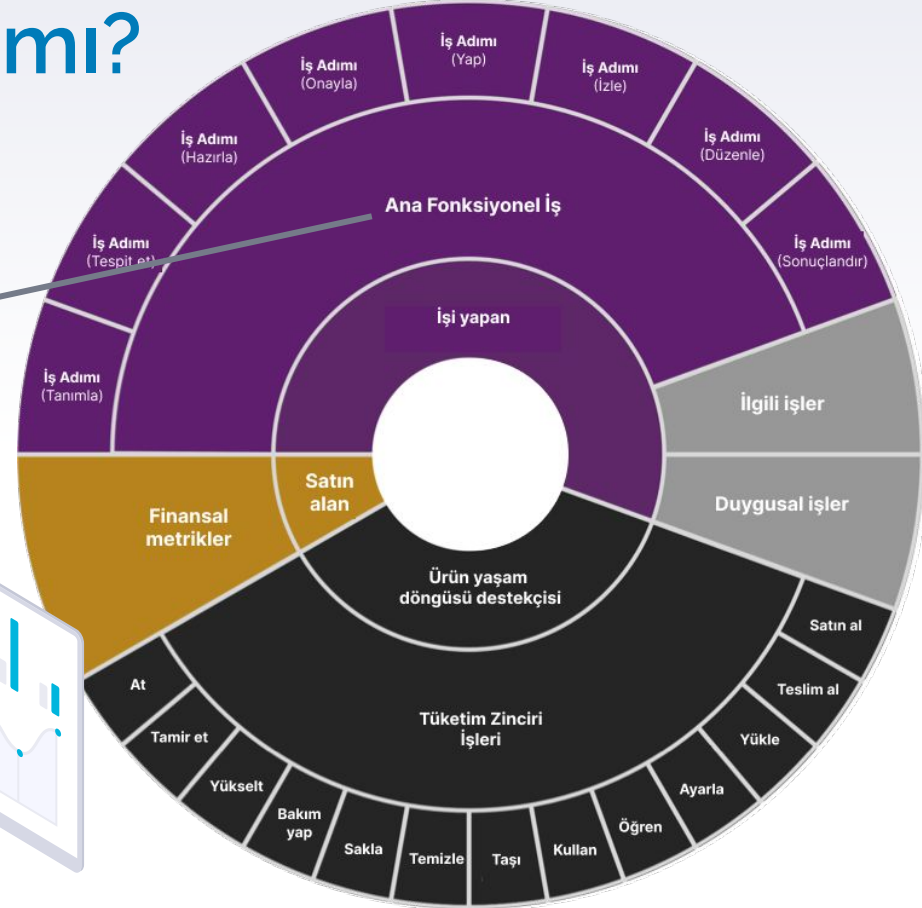 mı?
İş Adımı
(Tanımla)
İş Adımı
(Tespit et)
İş Adımı
(Hazırla)
İş Adımı
(Onayla)
İş Adımı
(Yap)
İş Adımı
(İzle)
İş Adımı
(Düzenle)
İş Adımı
(Sonuçlandır)
Ana Fonksiyonel İş
İşi yapan
İlgili işler
Duygusal işler
Satın
alan
Finansal
metrikler
Ürün yaşam
döngüsü destekçisi
Tüketim Zinciri
İşleri
Satın al
Teslim al
Yükle
Ayarla
Öğren
Kullan
Taşı
Temizle
Sakla
Bakım
yap
Yükselt
Tamir et
At